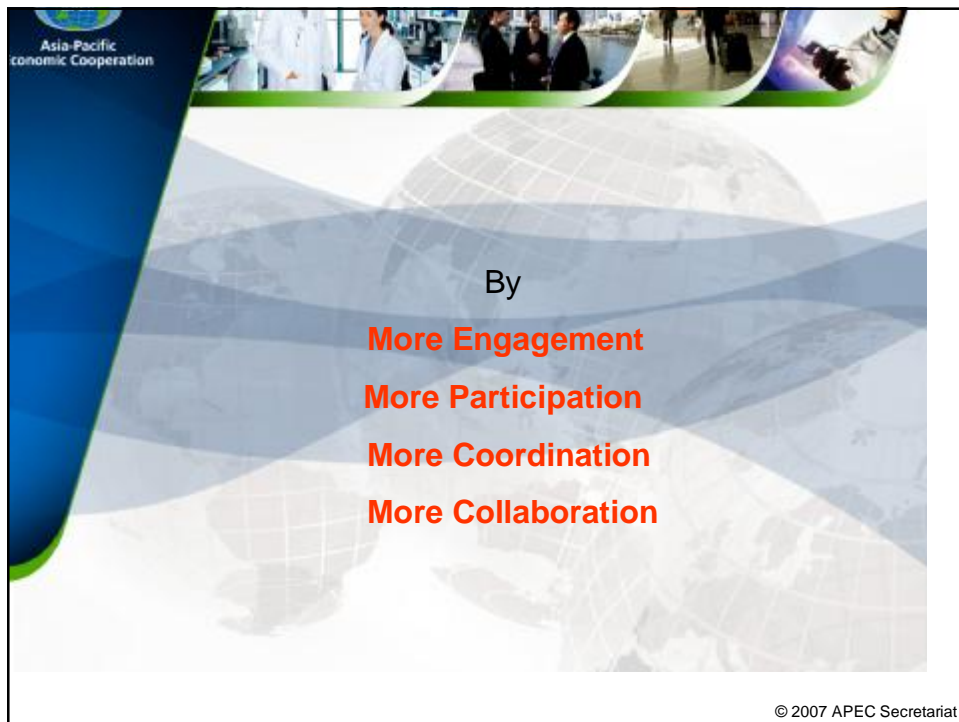 Asia-Pacific
conomic Cooperation
By
More Engagement
More Participation
More Coordination
More Collaboration
© 2007 APEC Secretariat